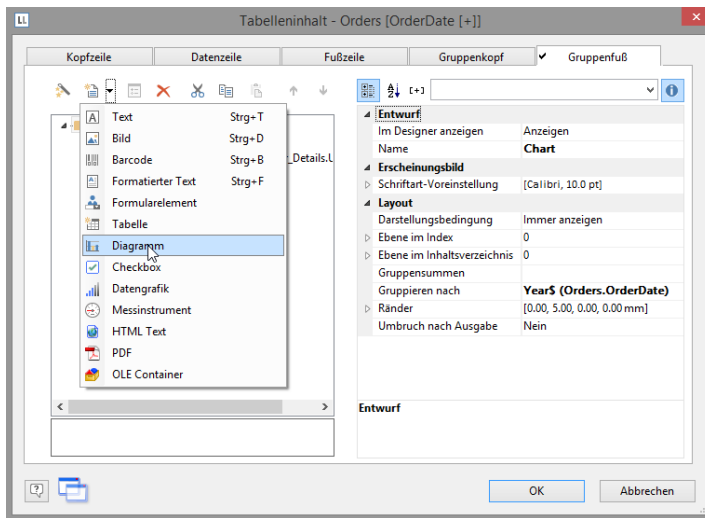 LL Tabelleninhalt - Orders [OrderDate [+]]
Kopfzeile Datenzeile Fußzeile Gruppenkopf Gruppenfuß
[+]
Text Strg+T
Bild Strg+D
Barcode Strg+B
Formatierter Text Strg+F
Formularelement
Tabelle
Diagramm
Checkbox
Datengrafik
Messinstrument
HTML Text
PDF
OLE Container
_Details.U
Entwurf
Im Designer anzeigen Anzeigen
Name Chart
Erscheinungsbild
Schriftart-Voreinstellung [Calibri, 10.0 pt]
Layout
Darstellungsbedingung Immer anzeigen
Ebene im Index 0
Ebene im Inhaltsverzeichnis 0
Gruppensummen
Gruppieren nach Year$ (Orders.OrderDate)
Ränder [0.00, 5.00, 0.00, 0.00 mm]
Umbruch nach Ausgabe Nein
Entwurf
OK Abbrechen